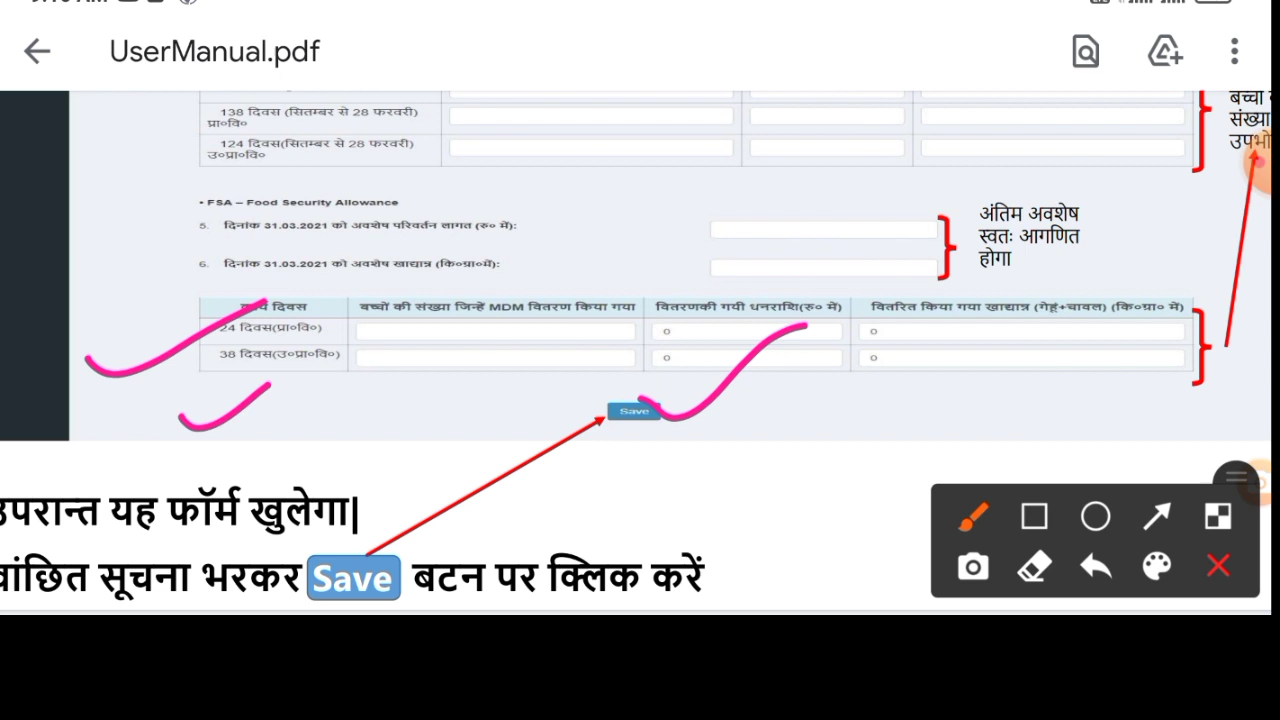 UserManual.pdf
138 दिवस (सितम्बर से 28 फरवरी)
प्रा०वि०
124 दिवस(सितम्बर से 28 फरवरी)
उ०प्रा०वि०
संख्या
• FSA – Food Security Allowance
5. दिनांक 31.03.2021 को अवशेष परिवर्तन लागत (रु० में):
6. दिनांक 31.03.2021 को अवशेष खाद्यान्न (कि०ग्रा०में):
अंतिम अवशेष
स्वतः आगणित
होगा
दिवस बच्चों की संख्या जिन्हें MDM वितरण किया गया वितरणकी गयी धनराशि(रु० में) वितरित किया गया खाद्यान्न (गेहूं+चावल) (कि०ग्रा० में)
24 दिवस(प्रा०वि०) 0 0
38 दिवस(उ०प्रा०वि०) 0 0
Save
उपरान्त यह फॉर्म खुलेगा|
वांछित सूचना भरकर Save बटन पर क्लिक करें